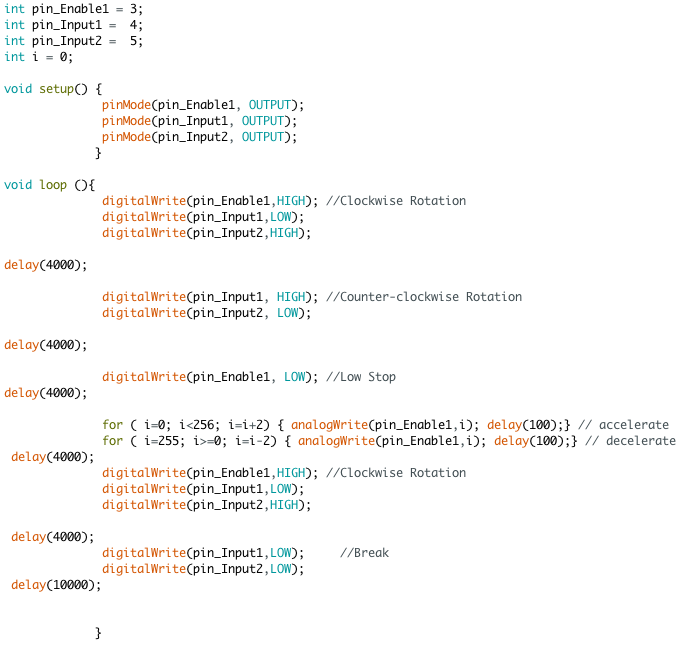 int pin_Enable1 = 3;
int pin_Input1 =  4;
int pin_Input2 =  5;
int i = 0;
void setup() {
pinMode(pin_Enable1, OUTPUT);
pinMode(pin_Input1, OUTPUT);
pinMode(pin_Input2, OUTPUT);
}
void loop (){
digitalWrite(pin_Enable1,HIGH); //Clockwise Rotation
digitalWrite(pin_Input1,LOW);
digitalWrite(pin_Input2,HIGH);
delay(4000);
digitalWrite(pin_Input1, HIGH); //Counter-clockwise Rotation
digitalWrite(pin_Input2, LOW);
delay(4000);
digitalWrite(pin_Enable1, LOW); //Low Stop
delay(4000);
for ( i=0; i<256; i=i+2) { analogWrite(pin_Enable1,i); delay(100);} // accelerate
for ( i=255; i>=0; i=i-2) { analogWrite(pin_Enable1,i); delay(100);} // decelerate
delay(4000);
digitalWrite(pin_Enable1,HIGH); //Clockwise Rotation
digitalWrite(pin_Input1,LOW);
digitalWrite(pin_Input2,HIGH);
delay(4000);
digitalWrite(pin_Input1,LOW);     //Break
digitalWrite(pin_Input2,LOW);
delay(10000);
}